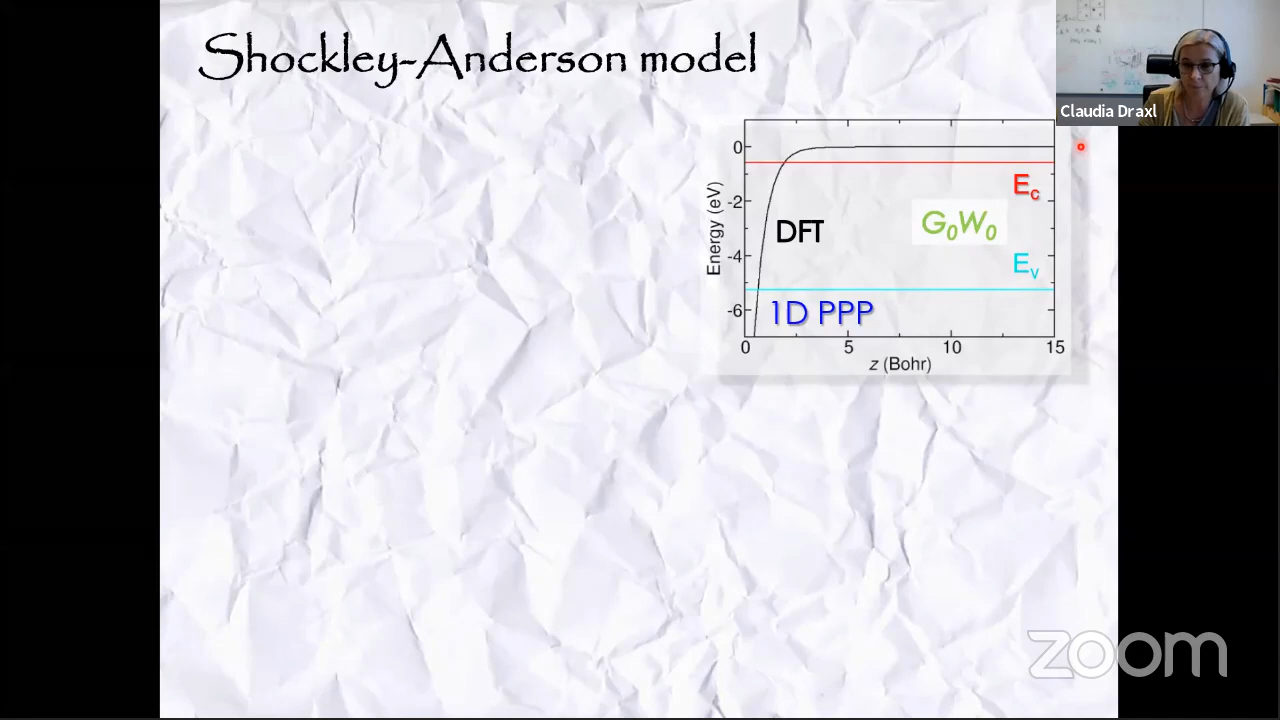 Shockley-Anderson model
Claudia Draxl
0
-2
-4
-6
Energy (eV)
E_c
DFT
G₀W₀
E_v
1D PPP
0
5
10
15
z (Bohr)
zoom